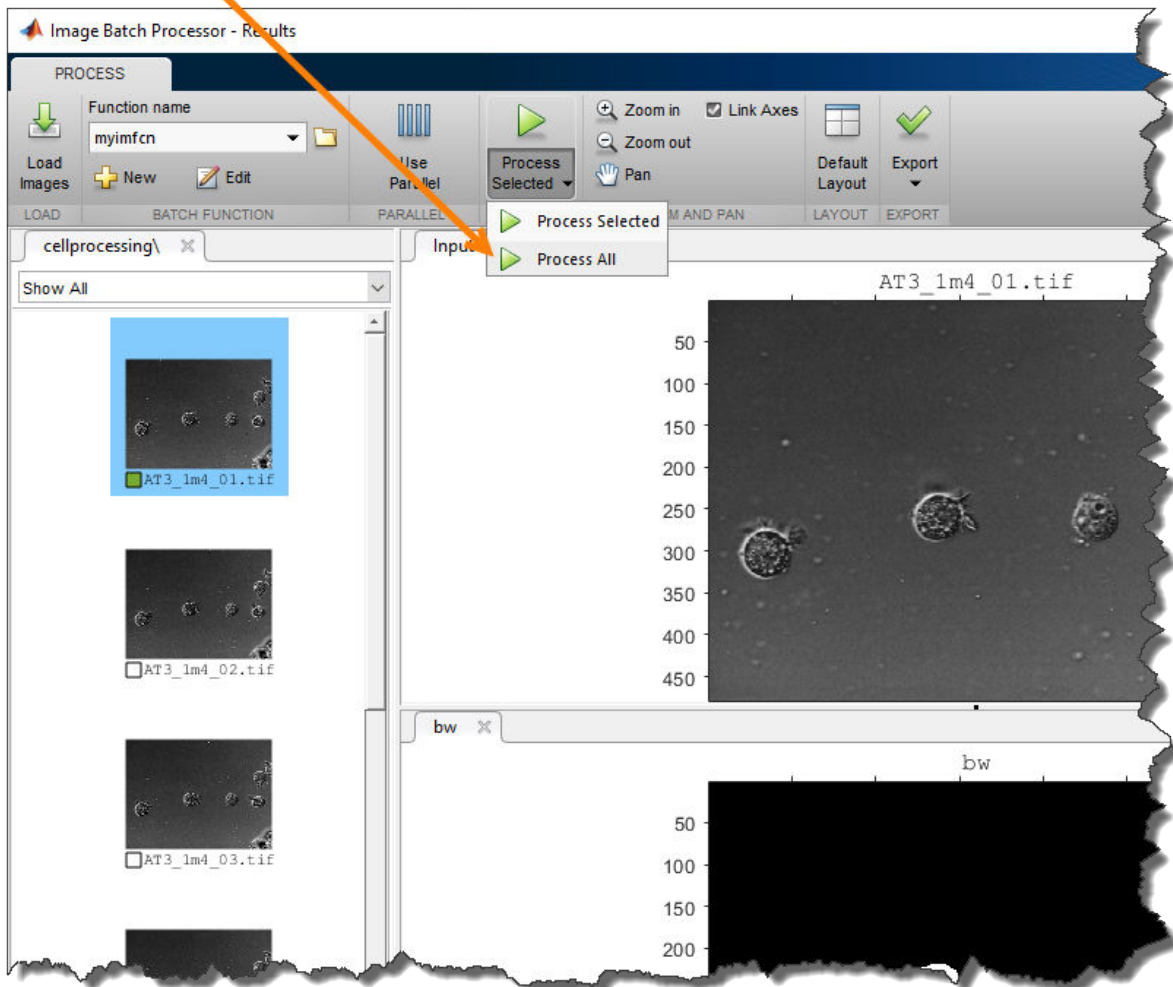 Image Batch Processor - Results
PROCESS
Load
Images
LOAD
Function name
myimfcn
New Edit
BATCH FUNCTION
Use
Parallel
PARALLEL
Process
Selected
Process Selected
Process All
Zoom in Link Axes
Zoom out
Pan
M AND PAN
Default
Layout
LAYOUT
Export
EXPORT
cellprocessing\
Show All
AT3_1m4_01.tif
AT3_1m4_02.tif
AT3_1m4_03.tif
Input
AT3_1m4_01.tif
50
100
150
200
250
300
350
400
450
bw
bw
50
100
150
200